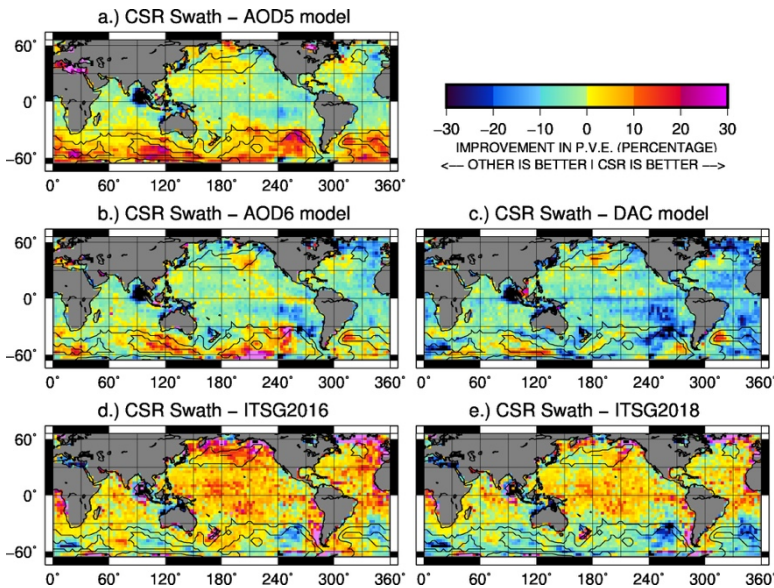 a.) CSR Swath – AOD5 model
60˚
0˚
–60˚
0˚ 60˚ 120˚ 180˚ 240˚ 300˚ 360˚
–30 –20 –10 0 10 20 30
IMPROVEMENT IN P.V.E. (PERCENTAGE)
<–– OTHER IS BETTER | CSR IS BETTER ––>
b.) CSR Swath – AOD6 model
60˚
0˚
–60˚
0˚ 60˚ 120˚ 180˚ 240˚ 300˚ 360˚
c.) CSR Swath – DAC model
0˚ 60˚ 120˚ 180˚ 240˚ 300˚ 360˚
d.) CSR Swath – ITSG2016
60˚
0˚
–60˚
0˚ 60˚ 120˚ 180˚ 240˚ 300˚ 360˚
e.) CSR Swath – ITSG2018
0˚ 60˚ 120˚ 180˚ 240˚ 300˚ 360˚